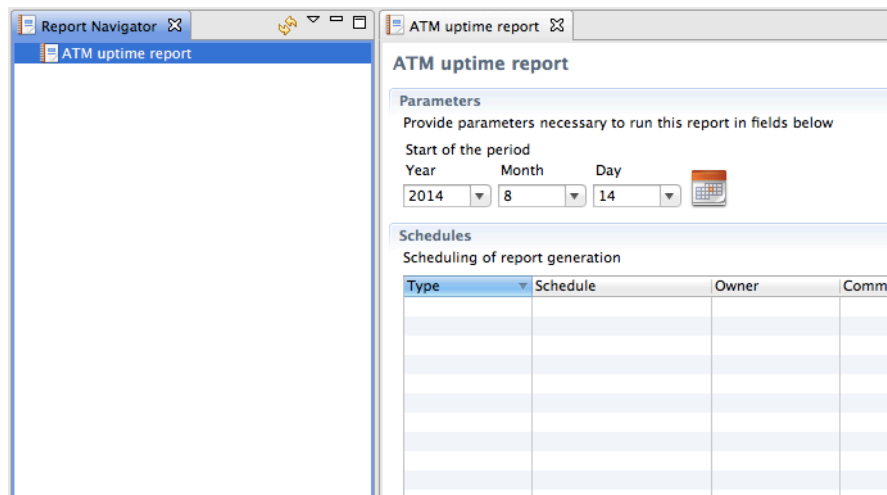 Report Navigator
ATM uptime report
ATM uptime report
ATM uptime report
Parameters
Provide parameters necessary to run this report in fields below
Start of the period
Year Month Day
2014 8 14
Schedules
Scheduling of report generation
Type Schedule Owner Comm